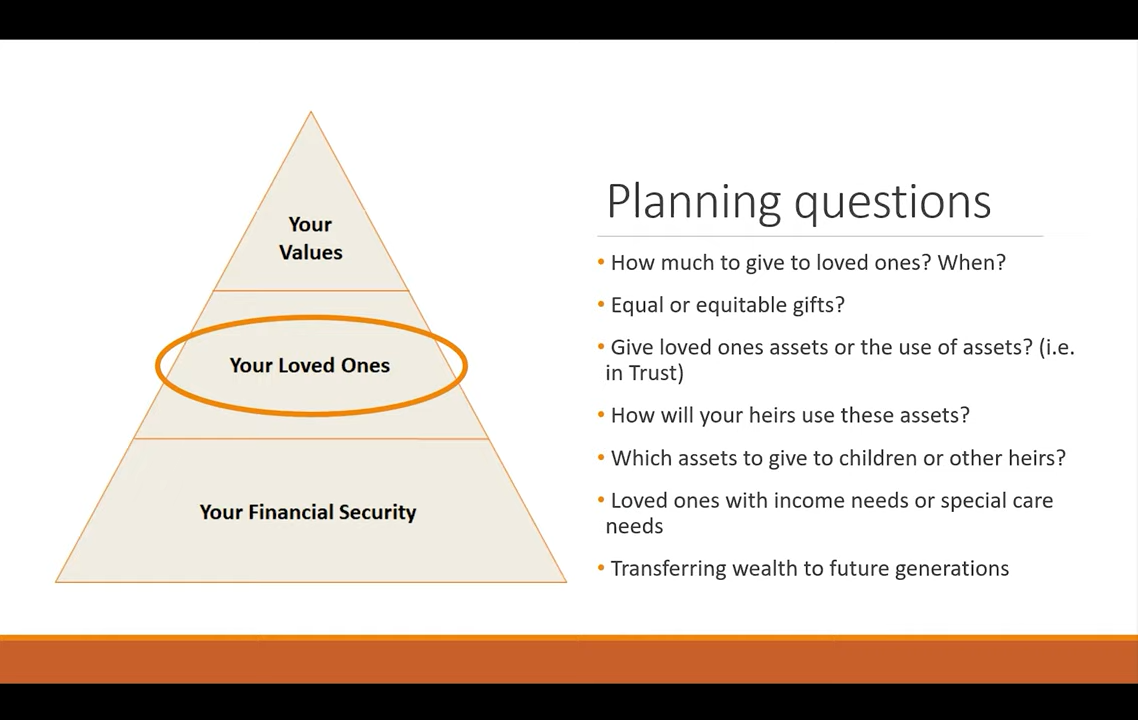 Your
Values
Your Loved Ones
Your Financial Security
Planning questions
• How much to give to loved ones? When?
• Equal or equitable gifts?
• Give loved ones assets or the use of assets? (i.e.
in Trust)
• How will your heirs use these assets?
• Which assets to give to children or other heirs?
• Loved ones with income needs or special care
needs
• Transferring wealth to future generations